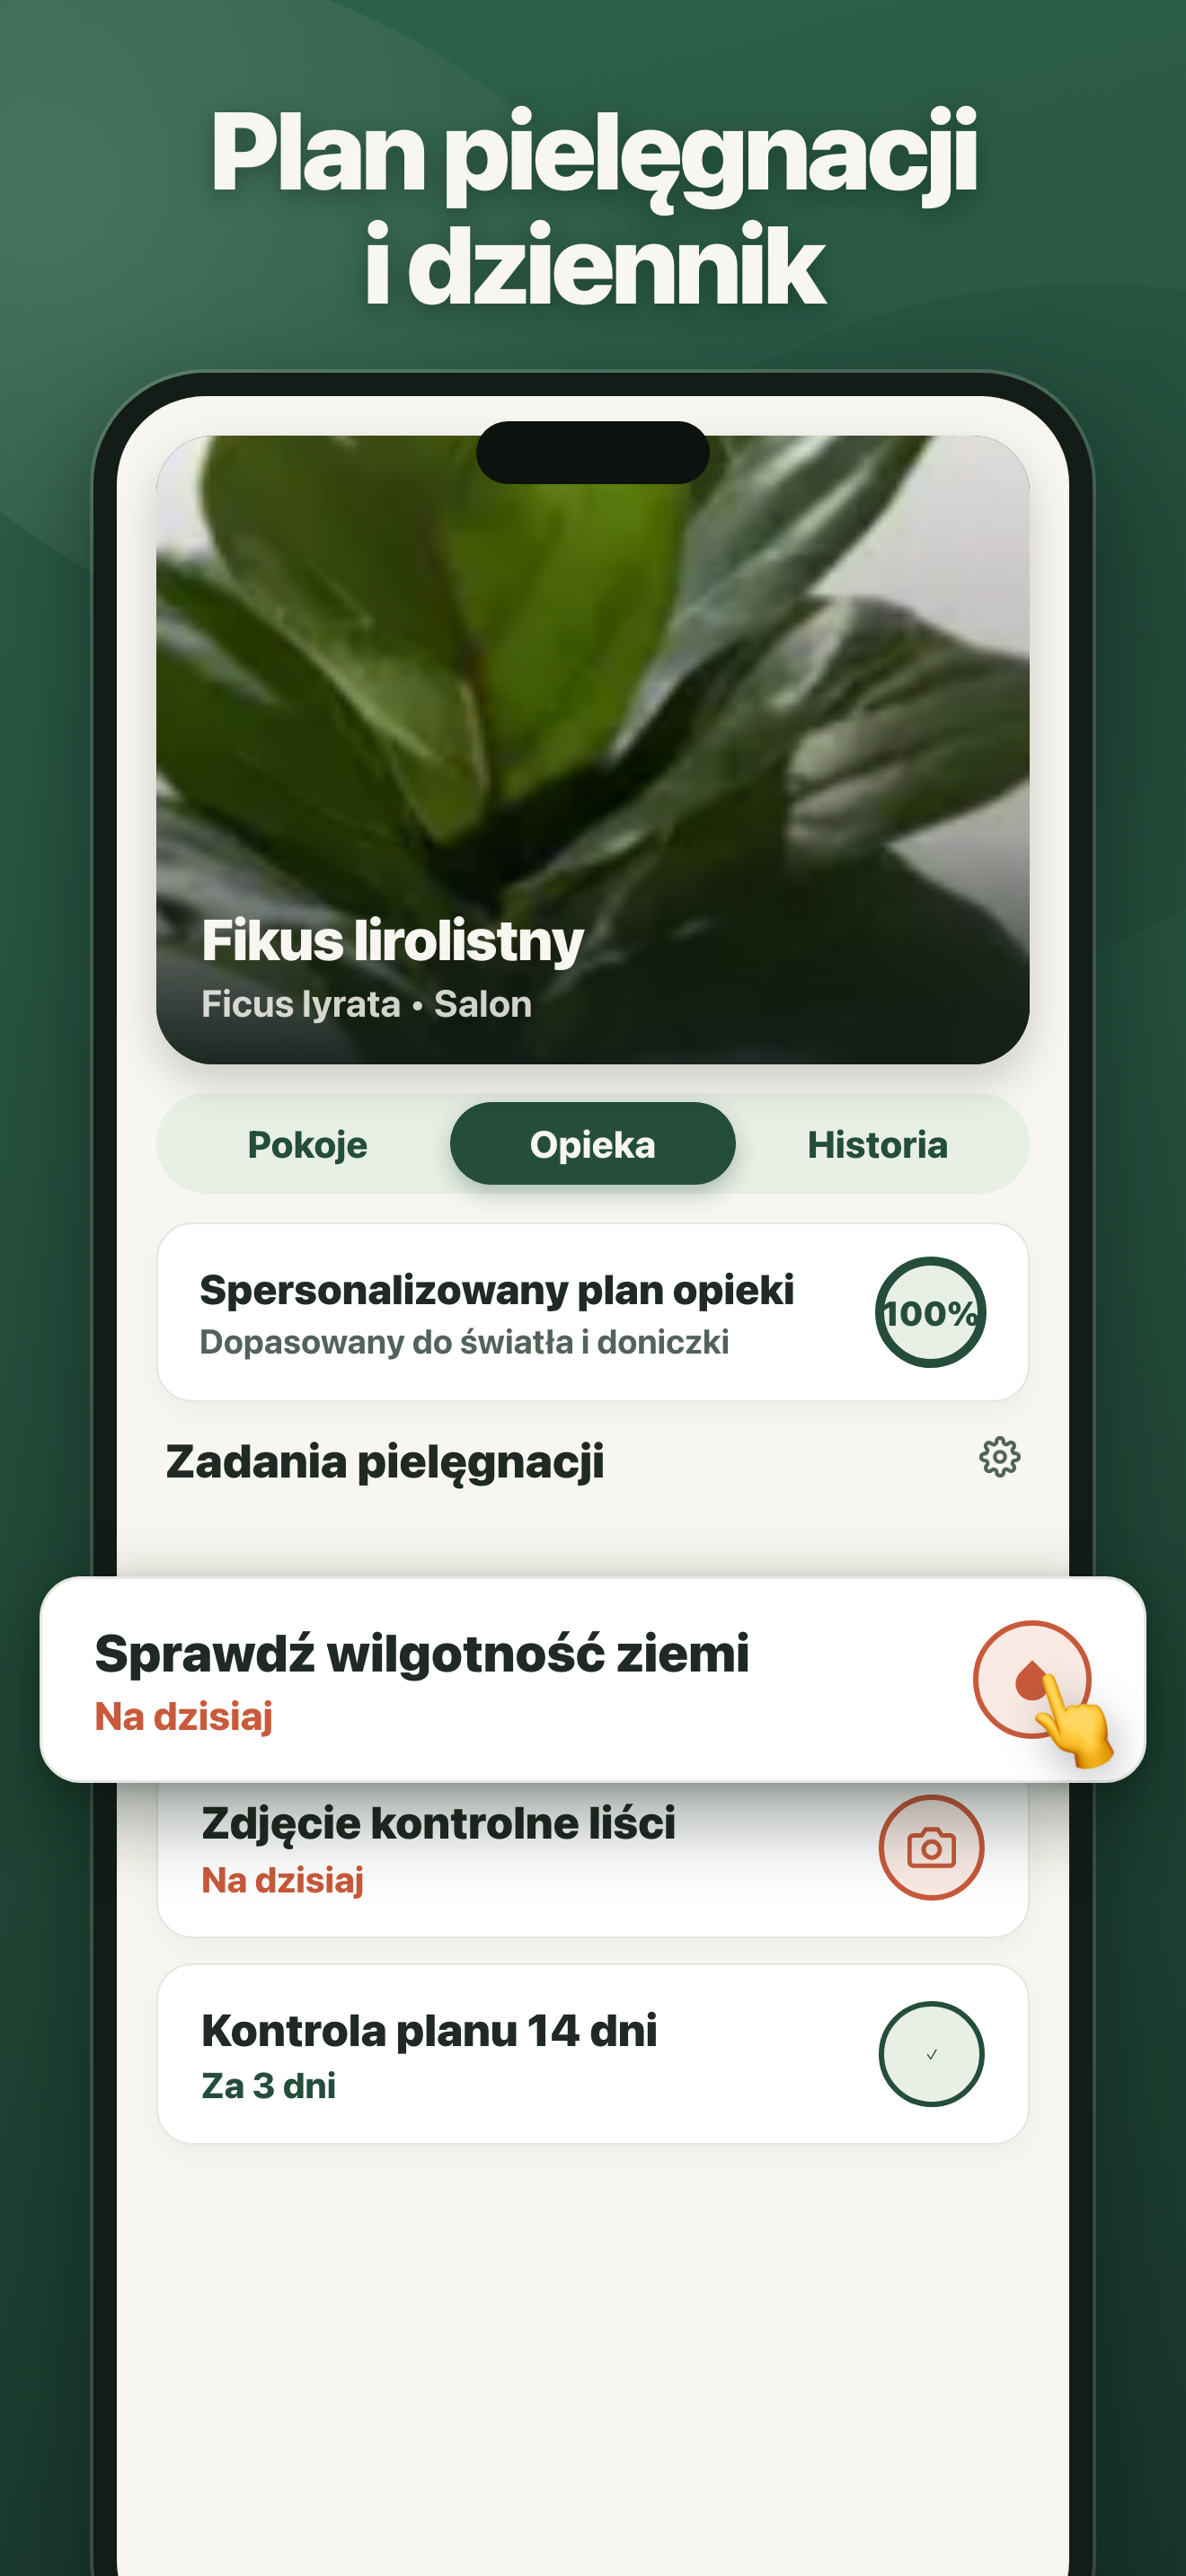 Plan pielęgnacji
i dziennik
Fikus lirolistny
Ficus lyrata • Salon
Pokoje
Opieka
Historia
Spersonalizowany plan opieki
Dopasowany do światła i doniczki
100%
Zadania pielęgnacji
Sprawdź wilgotność ziemi
Na dzisiaj
Zdjęcie kontrolne liści
Na dzisiaj
Kontrola planu 14 dni
Za 3 dni